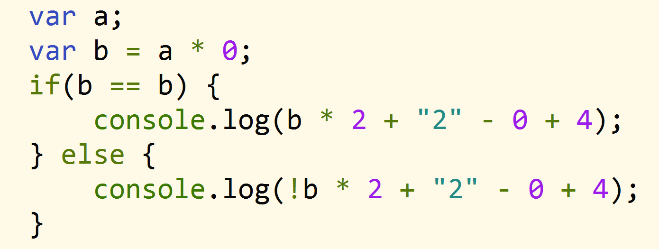 var a;
var b = a * 0;
if(b == b) {
    console.log(b * 2 + "2" - 0 + 4);
} else {
    console.log(!b * 2 + "2" - 0 + 4);
}